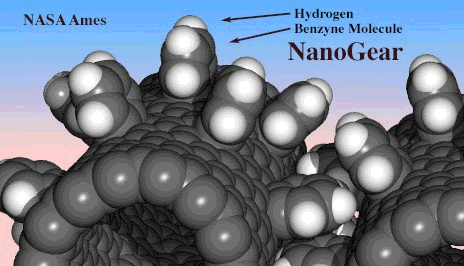 NASA Ames
Hydrogen
Benzyne Molecule
NanoGear